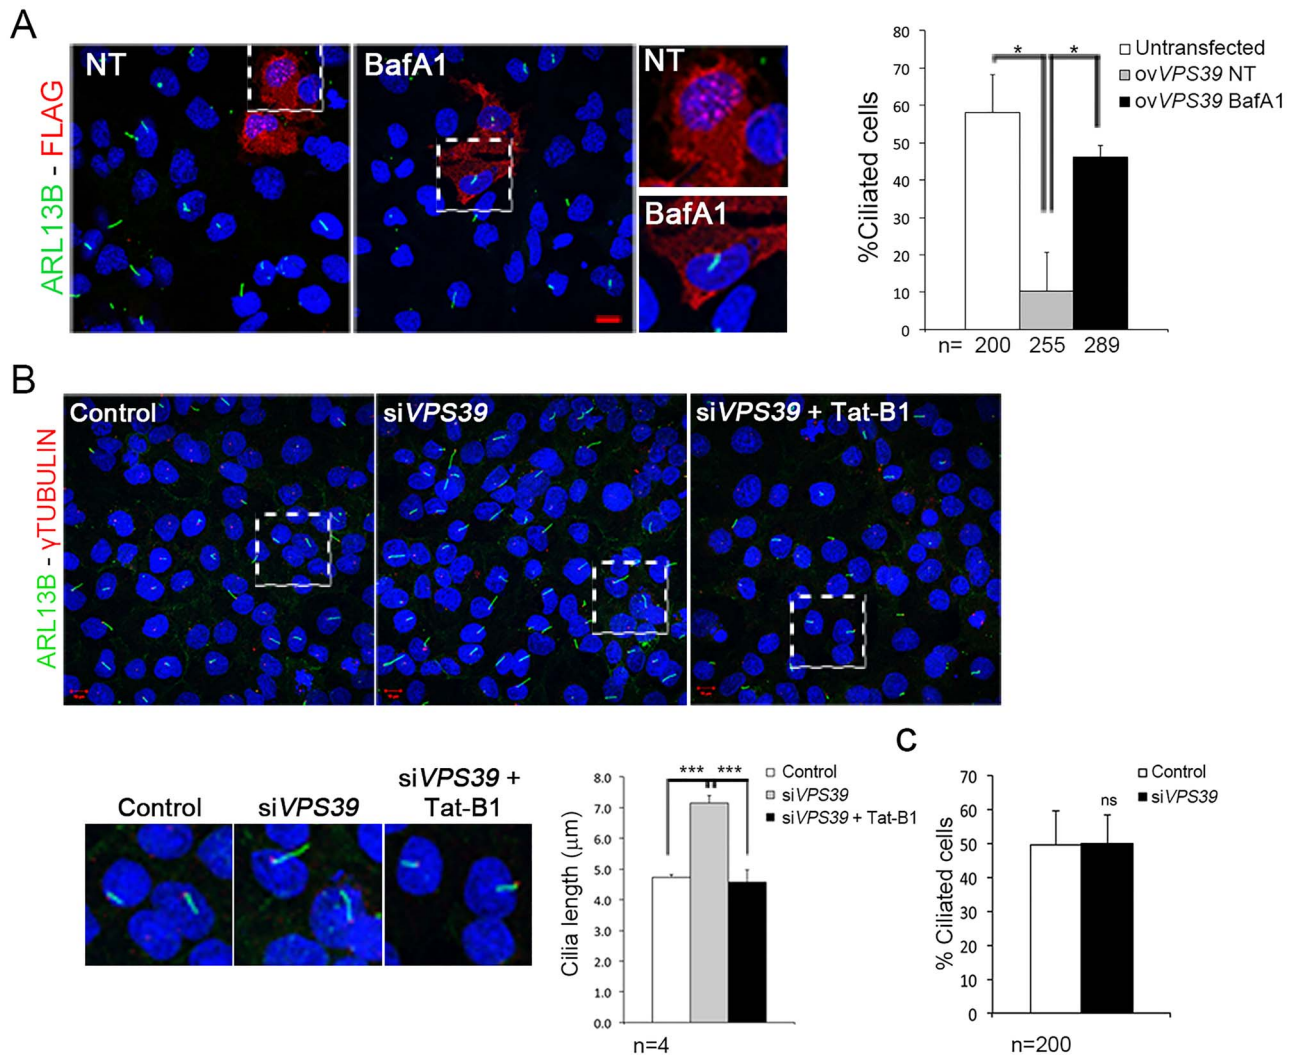 A
ARL13B - FLAG
NT
BafA1
NT
BafA1
%Ciliated cells
80
70
60
50
40
30
20
10
0
* *
Untransfected
ovVPS39 NT
ovVPS39 BafA1
n= 200 255 289
B
ARL13B - γTUBULIN
Control
siVPS39
siVPS39 + Tat-B1
Control
siVPS39
siVPS39 +
Tat-B1
Cilia length (μm)
8.0
7.0
6.0
5.0
4.0
3.0
2.0
1.0
0.0
*** ***
Control
siVPS39
siVPS39 + Tat-B1
n=4
C
% Ciliated cells
70
60
50
40
30
20
10
0
ns
Control
siVPS39
n=200